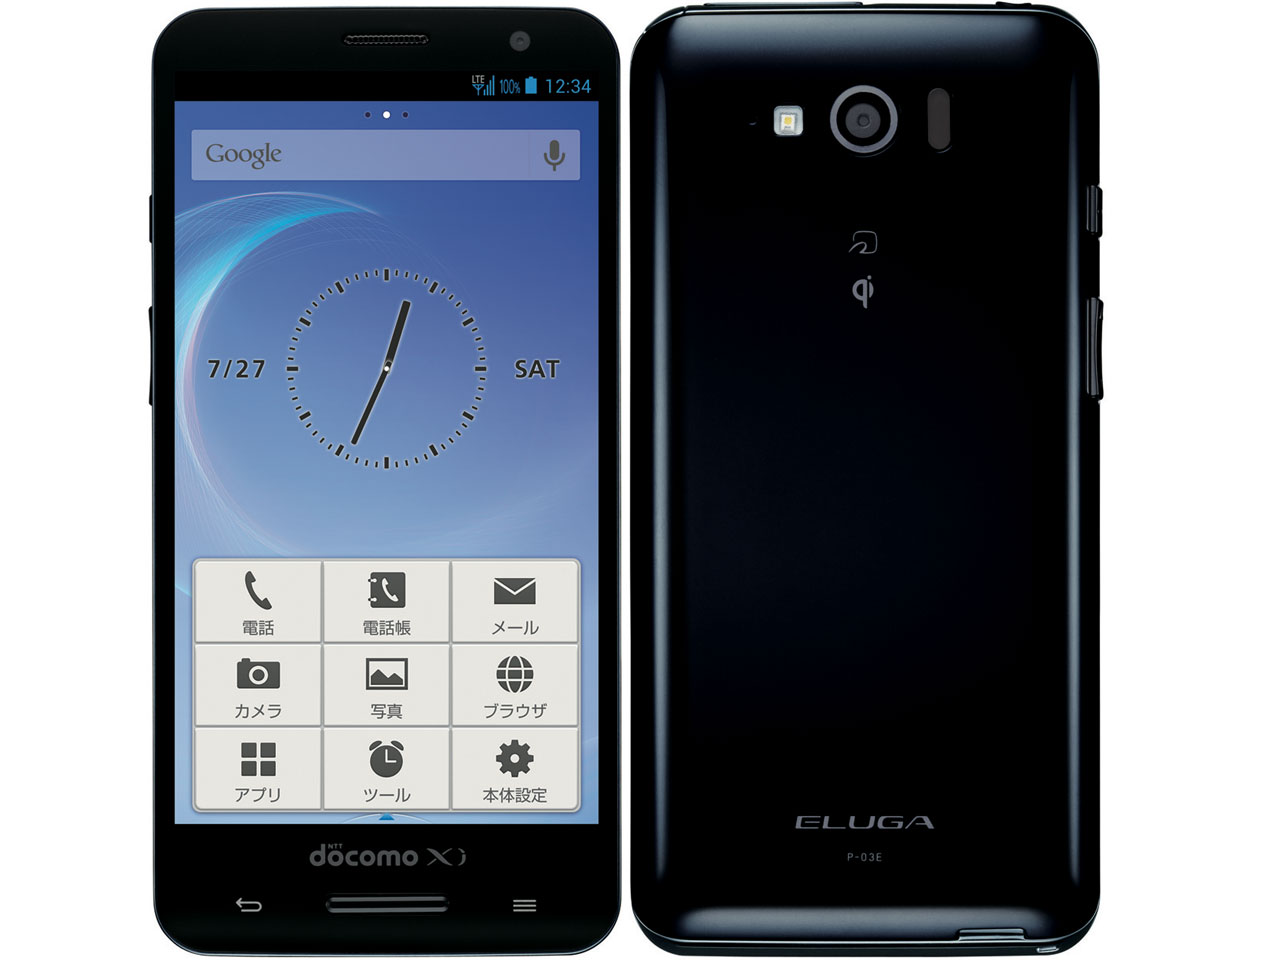 LTE 100% 12:34
Google
7/27 SAT
電話 電話帳 メール
カメラ 写真 ブラウザ
アプリ ツール 本体設定
NTT
döcomo Xi
qi
ELUGA
P-03E